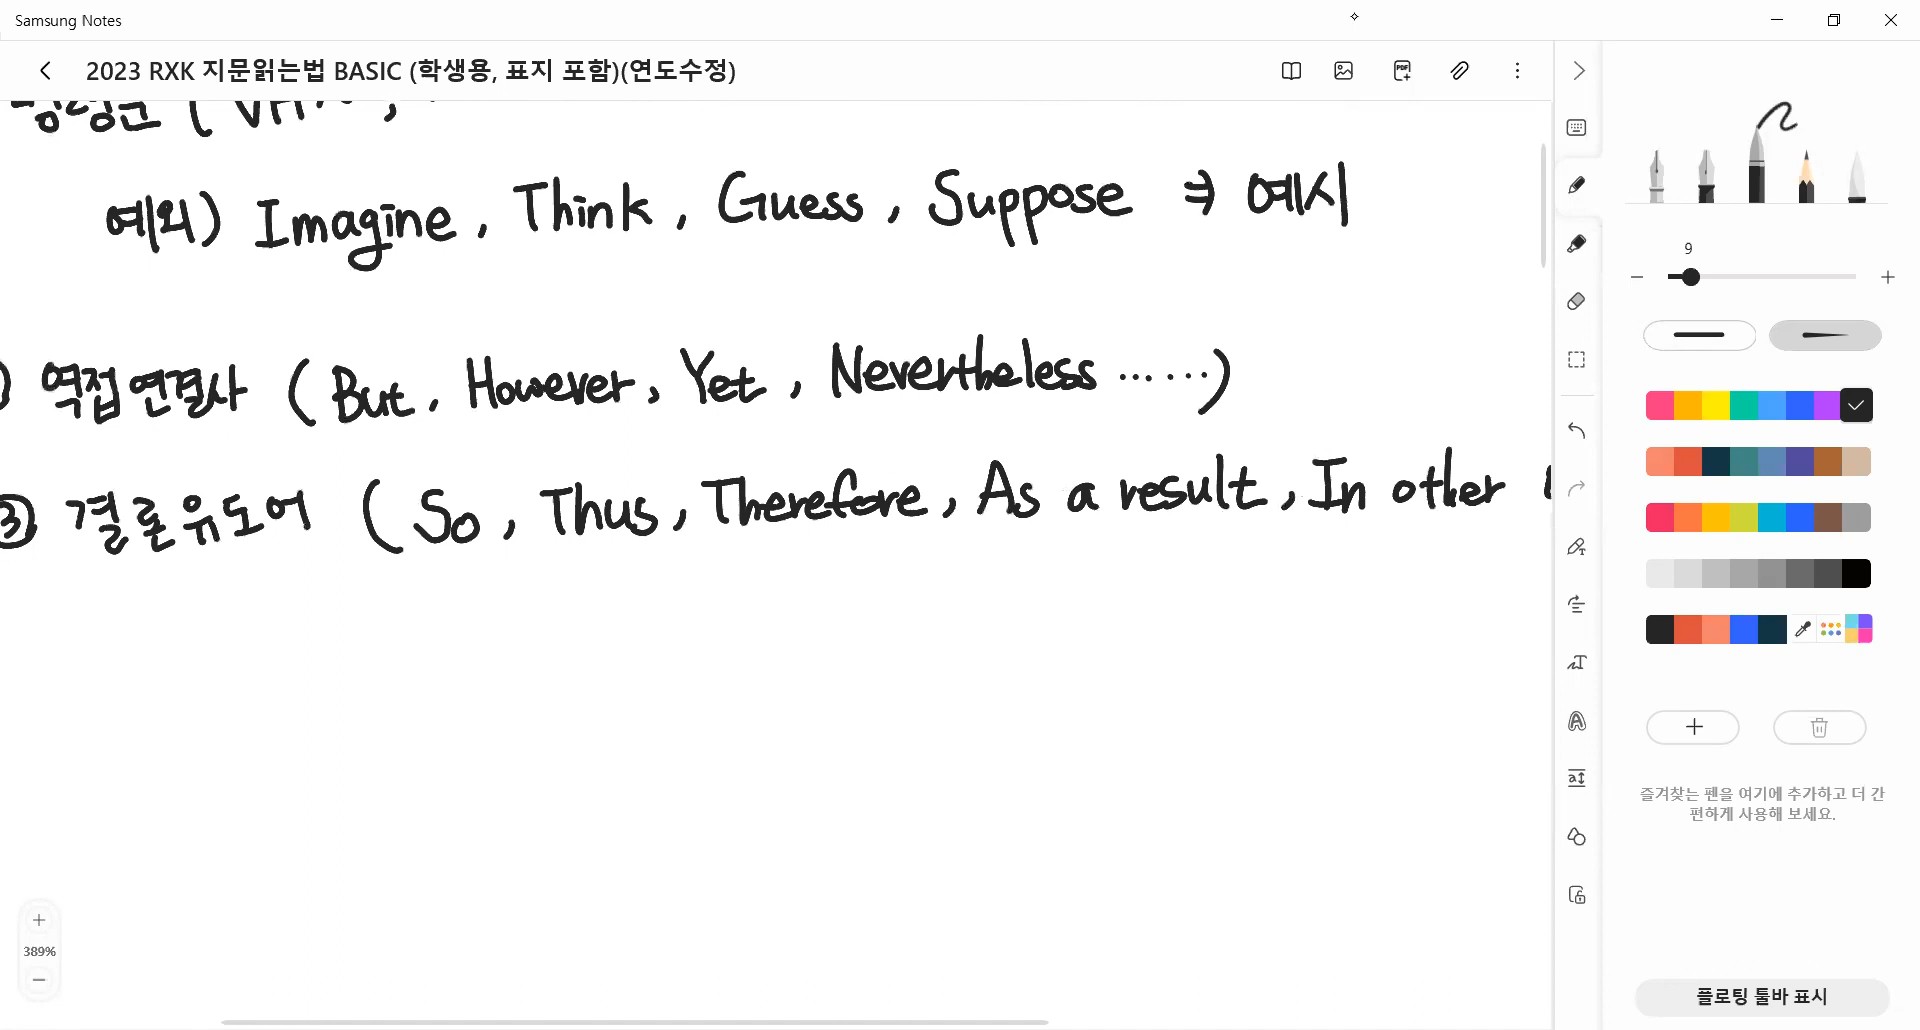 Samsung Notes
2023 RXK 지문읽는법 BASIC (학생용, 표지 포함)(연도수정)
예외) Imagine, Think, Guess, Suppose ⇒ 예시
역접연결사 (But, However, Yet, Nevertheless ......)
③ 결론유도어 (So, Thus, Therefore, As a result, In other
9
389%
즐겨찾는 펜을 여기에 추가하고 더 간
편하게 사용해 보세요.
플로팅 툴바 표시